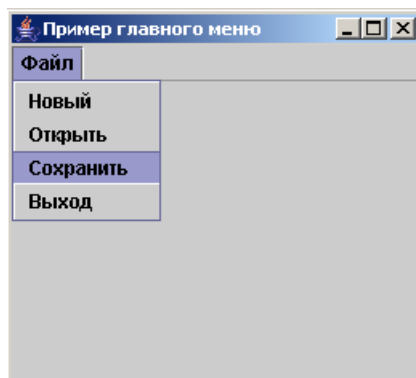 Пример главного меню
Файл
Новый
Открыть
Сохранить
Выход